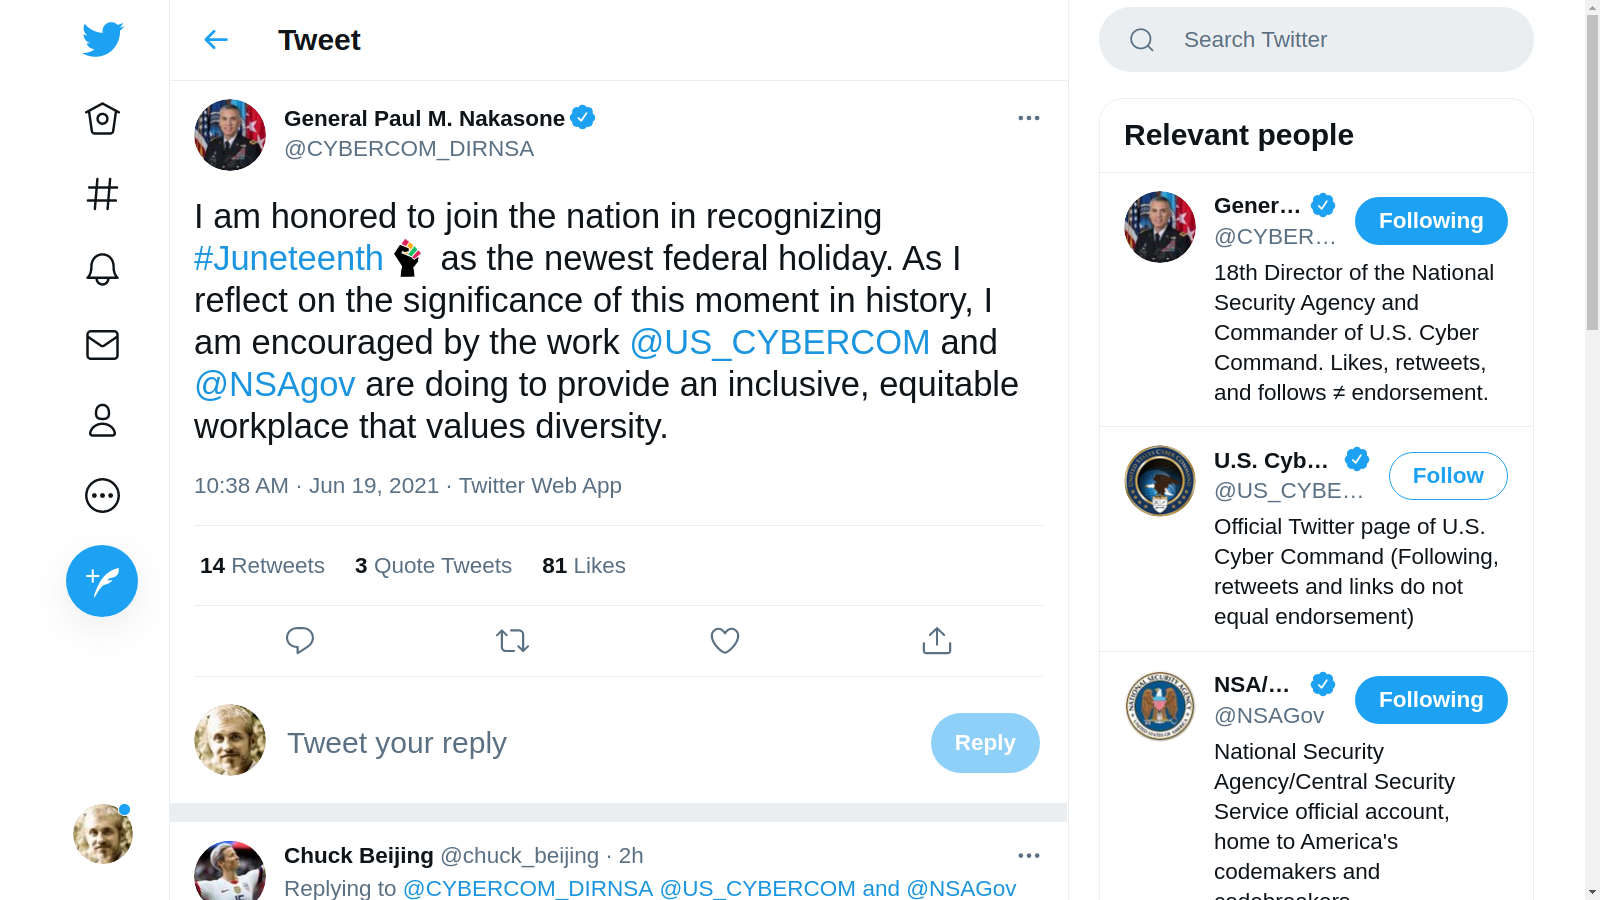 Tweet
General Paul M. Nakasone
@CYBERCOM_DIRNSA
I am honored to join the nation in recognizing
#Juneteenth as the newest federal holiday. As I
reflect on the significance of this moment in history, I
am encouraged by the work @US_CYBERCOM and
@NSAgov are doing to provide an inclusive, equitable
workplace that values diversity.
10:38 AM · Jun 19, 2021 · Twitter Web App
14 Retweets 3 Quote Tweets 81 Likes
Tweet your reply
Reply
Chuck Beijing @chuck_beijing · 2h
Replying to @CYBERCOM_DIRNSA @US_CYBERCOM and @NSAGov
Search Twitter
Relevant people
Gener…
@CYBER…
Following
18th Director of the National
Security Agency and
Commander of U.S. Cyber
Command. Likes, retweets,
and follows ≠ endorsement.
U.S. Cyb…
@US_CYBE…
Follow
Official Twitter page of U.S.
Cyber Command (Following,
retweets and links do not
equal endorsement)
NSA/…
@NSAGov
Following
National Security
Agency/Central Security
Service official account,
home to America's
codemakers and
codebreakers